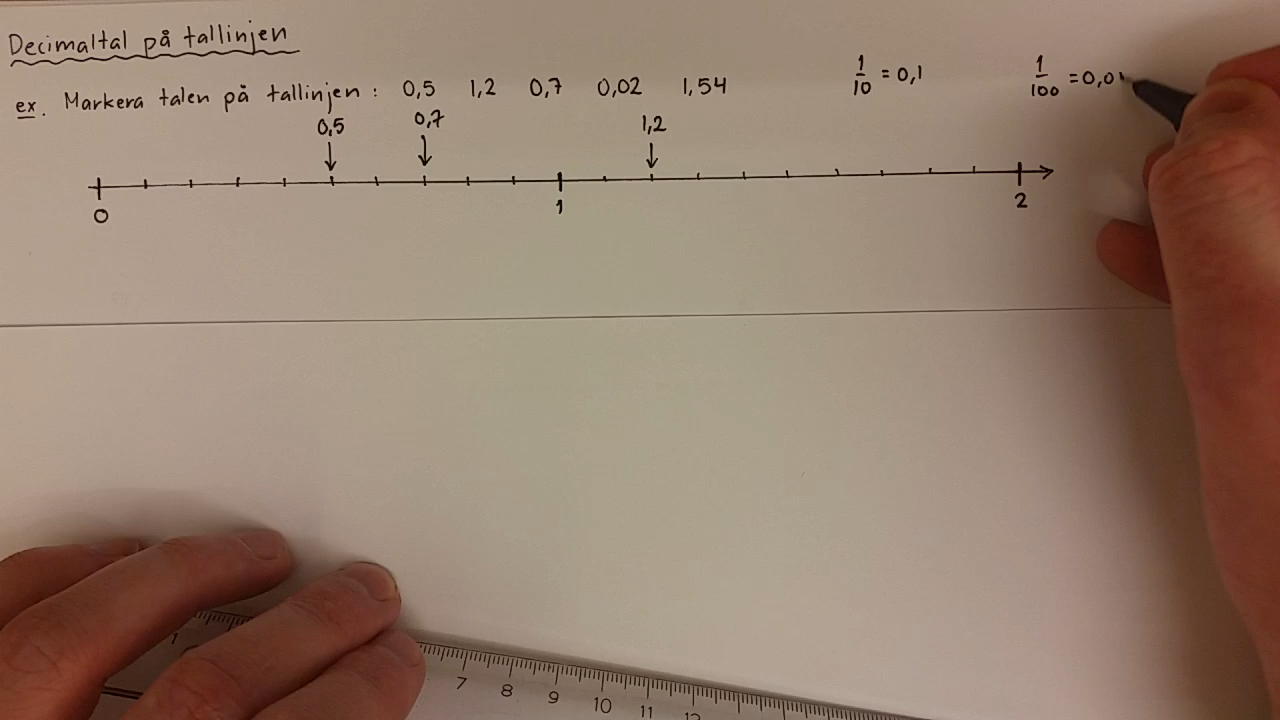 Decimaltal på tallinjen
ex. Markera talen på tallinjen: 0,5 1,2 0,7 0,02 1,54
1/10 = 0,1
1/100 = 0,0
0,5 0,7 1,2
0 1 2
7 8 9 10 11